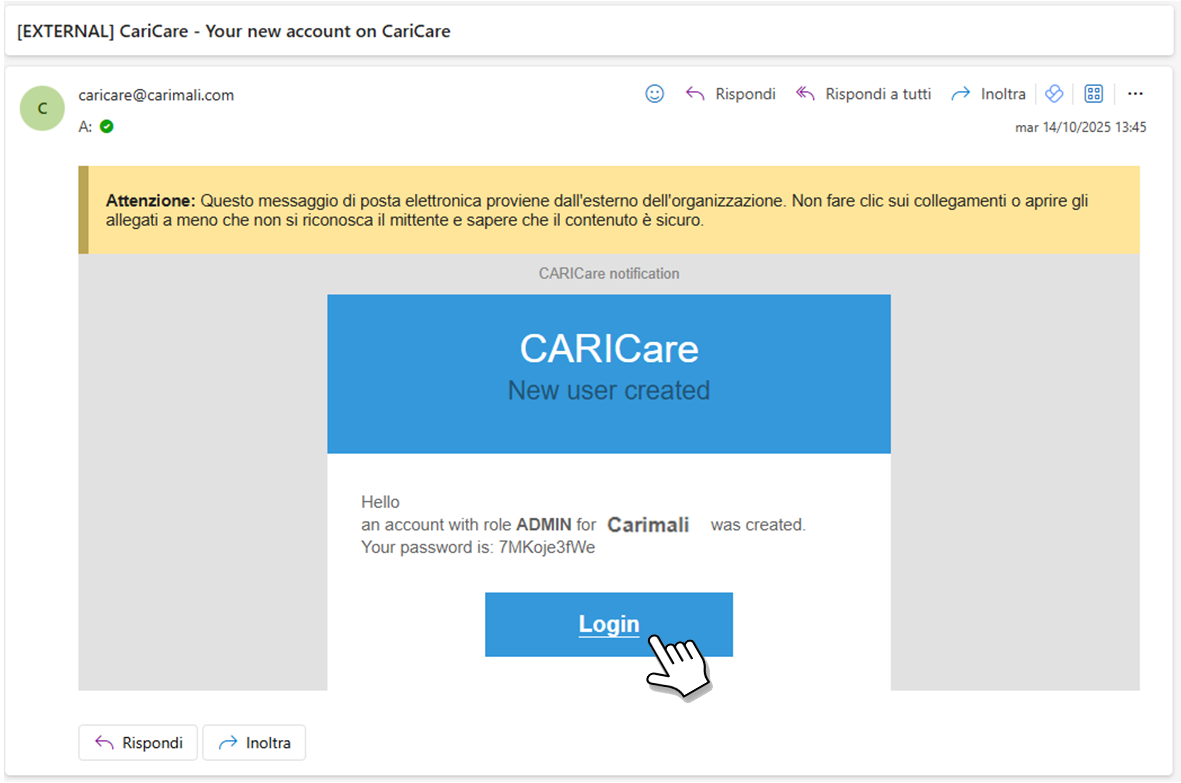 [EXTERNAL] CariCare - Your new account on CariCare
C
caricare@carimali.com
Rispondi
Rispondi a tutti
Inoltra
A:
mar 14/10/2025 13:45
Attenzione: Questo messaggio di posta elettronica proviene dall'esterno dell'organizzazione. Non fare clic sui collegamenti o aprire gli
allegati a meno che non si riconosca il mittente e sapere che il contenuto è sicuro.
CARICare notification
CARICare
New user created
Hello
an account with role ADMIN for Carimali was created.
Your password is: 7MKoje3fWe
Login
Rispondi
Inoltra